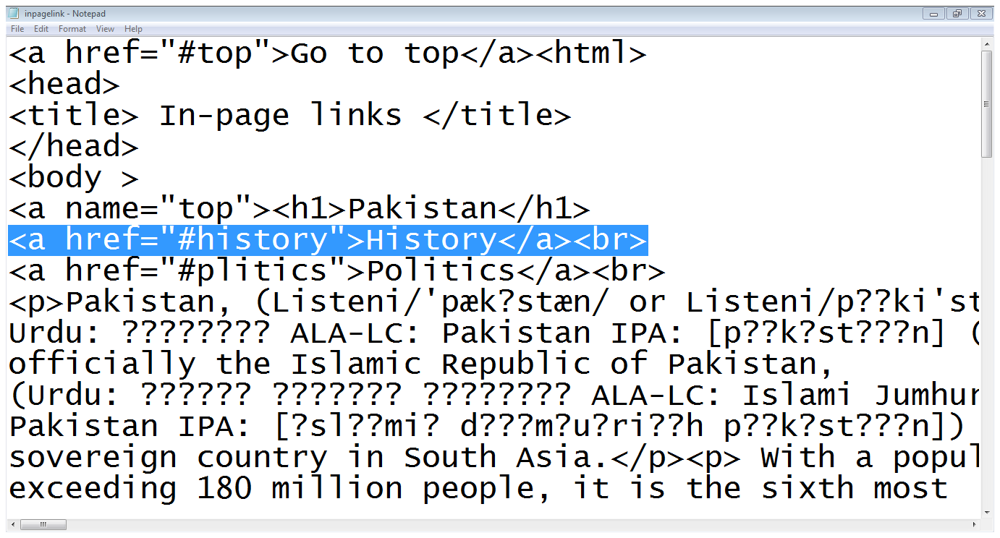 inpagelink - Notepad
File Edit Format View Help
<a href="#top">Go to top</a><html>
<head>
<title> In-page links </title>
</head>
<body >
<a name="top"><h1>Pakistan</h1>
<a href="#history">History</a><br>
<a href="#plitics">Politics</a><br>
<p>Pakistan, (Listeni/'pæk?stæn/ or Listeni/p??ki'st
Urdu: ???????? ALA-LC: Pakistan IPA: [p??k?st???n] (
officially the Islamic Republic of Pakistan,
(Urdu: ?????? ??????? ???????? ALA-LC: Islami Jumhur
Pakistan IPA: [?sl??mi? d???m?u?ri??h p??k?st???n])
sovereign country in South Asia.</p><p> With a popul
exceeding 180 million people, it is the sixth most